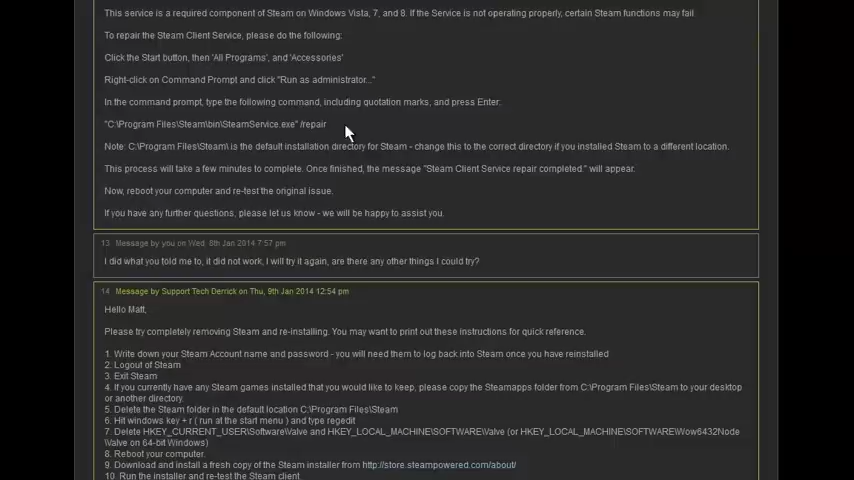 This service is a required component of Steam on Windows Vista, 7, and 8. If the Service is not operating properly, certain Steam functions may fail
To repair the Steam Client Service, please do the following:
Click the Start button, then 'All Programs', and 'Accessories'
Right-click on Command Prompt and click "Run as administrator..."
In the command prompt, type the following command, including quotation marks, and press Enter:
"C:\Program Files\Steam\bin\SteamService.exe" /repair
Note: C:\Program Files\Steam\ is the default installation directory for Steam - change this to the correct directory if you installed Steam to a different location.
This process will take a few minutes to complete. Once finished, the message "Steam Client Service repair completed." will appear.
Now, reboot your computer and re-test the original issue.
If you have any further questions, please let us know - we will be happy to assist you.
13 Message by you on Wed, 8th Jan 2014 7:57 pm
I did what you told me to, it did not work, I will try it again, are there any other things I could try?
14 Message by Support Tech Derrick on Thu, 9th Jan 2014 12:54 pm
Hello Matt,
Please try completely removing Steam and re-installing. You may want to print out these instructions for quick reference.
1. Write down your Steam Account name and password - you will need them to log back into Steam once you have reinstalled
2. Logout of Steam
3. Exit Steam
4. If you currently have any Steam games installed that you would like to keep, please copy the Steamapps folder from C:\Program Files\Steam to your desktop
or another directory.
5. Delete the Steam folder in the default location C:\Program Files\Steam
6. Hit windows key + r ( run at the start menu ) and type regedit
7. Delete HKEY_CURRENT_USER\Software\Valve and HKEY_LOCAL_MACHINE\SOFTWARE\Valve (or HKEY_LOCAL_MACHINE\SOFTWARE\Wow6432Node
\Valve on 64-bit Windows)
8. Reboot your computer.
9. Download and install a fresh copy of the Steam installer from http://store.steampowered.com/about/
10. Run the installer and re-test the Steam client